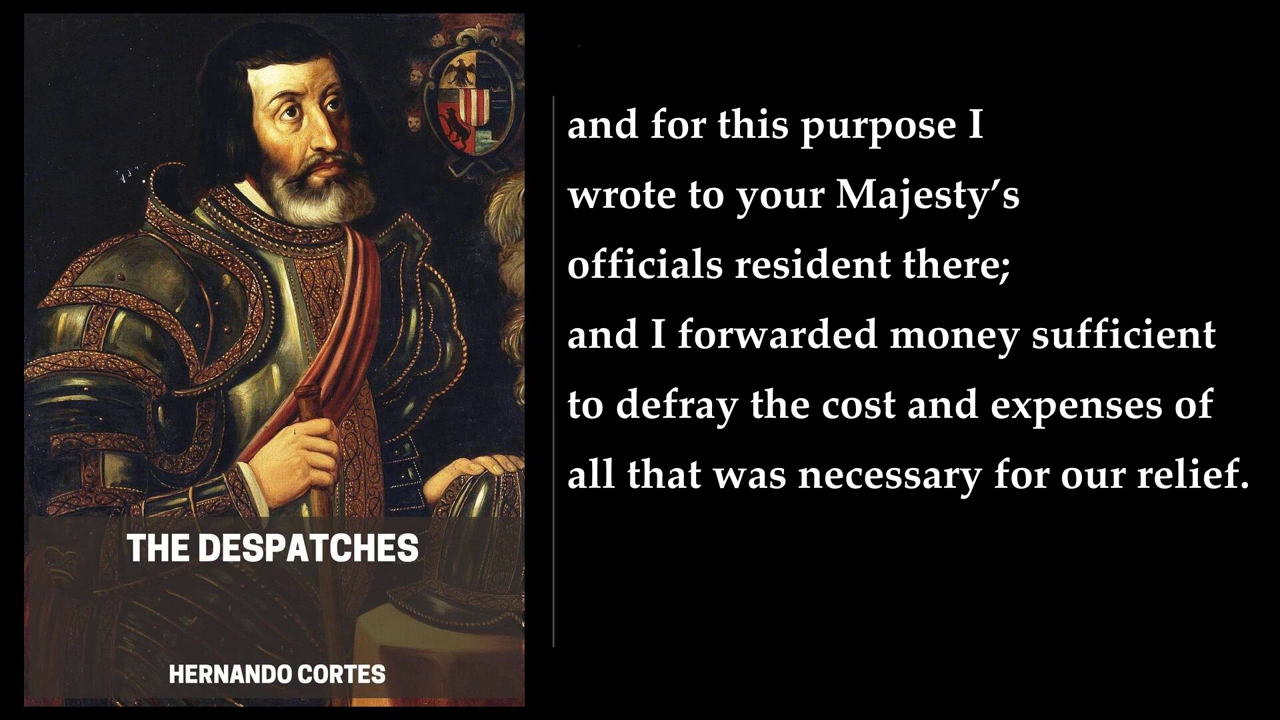 THE DESPATCHES
HERNANDO CORTES
and for this purpose I
wrote to your Majesty’s
officials resident there;
and I forwarded money sufficient
to defray the cost and expenses of
all that was necessary for our relief.